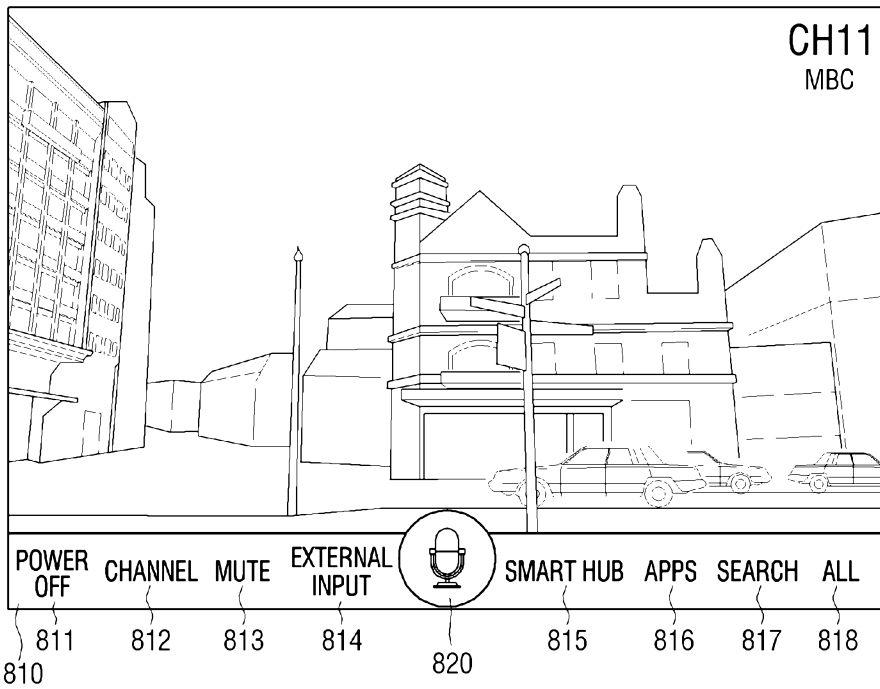 CH11
MBC
POWER OFF
CHANNEL
MUTE
EXTERNAL INPUT
SMART HUB
APPS
SEARCH
ALL
811
812
813
814
815
816
817
818
820
810